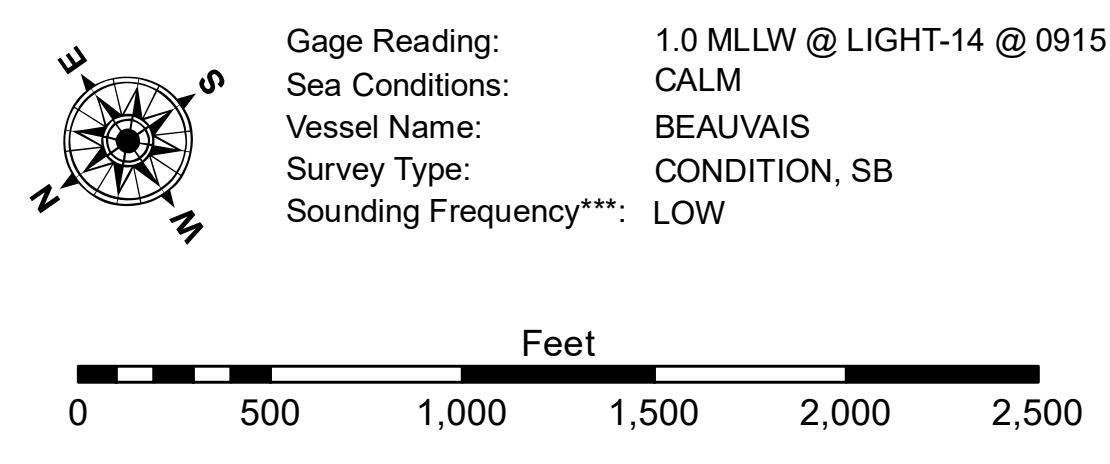 E
S
N
W
Gage Reading: 1.0 MLLW @ LIGHT-14 @ 0915
Sea Conditions: CALM
Vessel Name: BEAUVAIS
Survey Type: CONDITION, SB
Sounding Frequency***: LOW
Feet
0 500 1,000 1,500 2,000 2,500